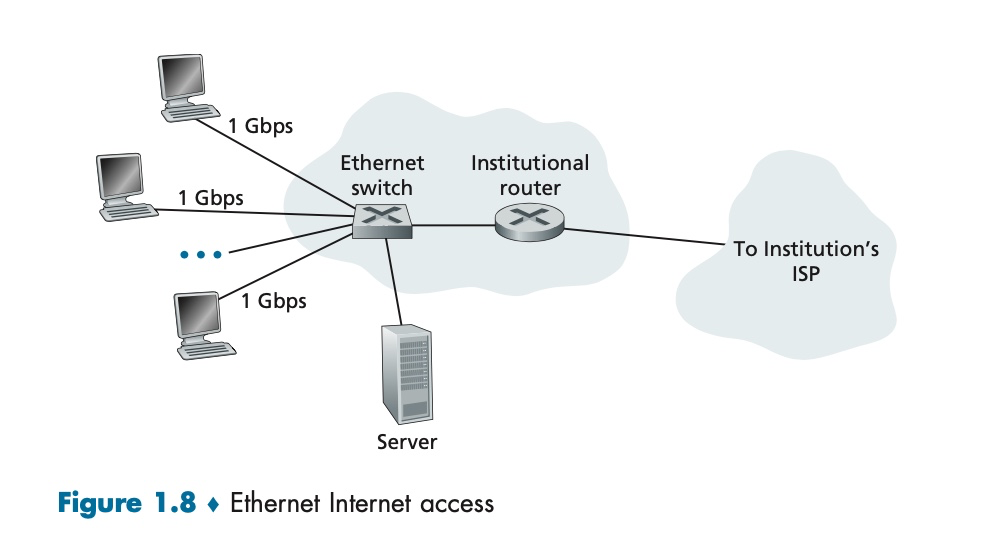 1 Gbps
Ethernet
switch
Institutional
router
1 Gbps
To Institution's
ISP
1 Gbps
Server
Figure 1.8 ♦ Ethernet Internet access